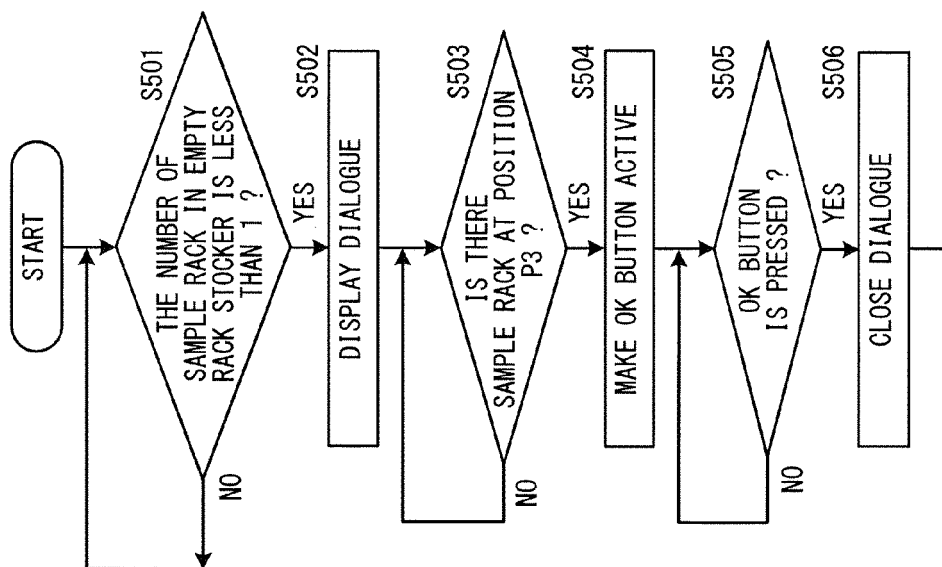 START
S501
THE NUMBER OF
SAMPLE RACK IN EMPTY
RACK STOCKER IS LESS
THAN 1 ?
NO
YES
S502
DISPLAY DIALOGUE
S503
IS THERE
SAMPLE RACK AT POSITION
P3 ?
NO
YES
S504
MAKE OK BUTTON ACTIVE
S505
OK BUTTON
IS PRESSED ?
NO
YES
S506
CLOSE DIALOGUE